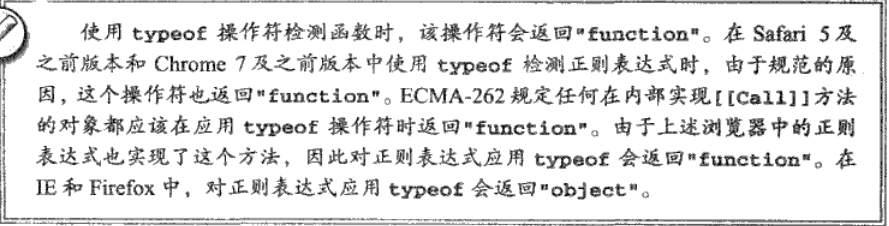 使用 typeof 操作符检测函数时，该操作符会返回"function"。在 Safari 5及
之前版本和 Chrome 7及之前版本中使用 typeof 检测正则表达式时，由于规范的原
因，这个操作符也返回"function"。ECMA-262 规定任何在内部实现[[Call]]方法
的对象都应该在应用 typeof 操作符时返回"function"。由于上述浏览器中的正则
表达式也实现了这个方法，因此对正则表达式应用 typeof 会返回"function"。在
IE 和 Firefox 中，对正则表达式应用 typeof 会返回"object"。